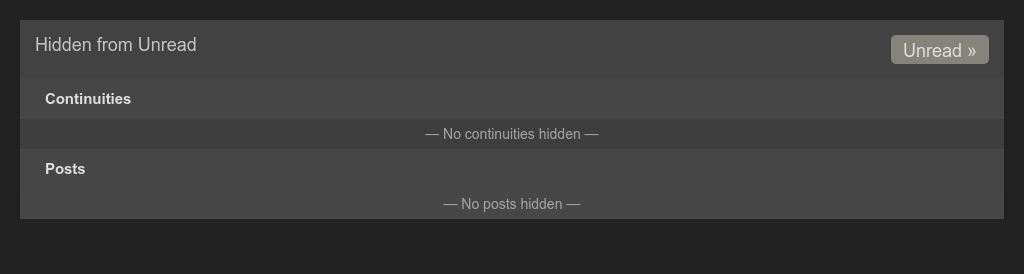 Hidden from Unread
Unread »
Continuities
— No continuities hidden —
Posts
— No posts hidden —